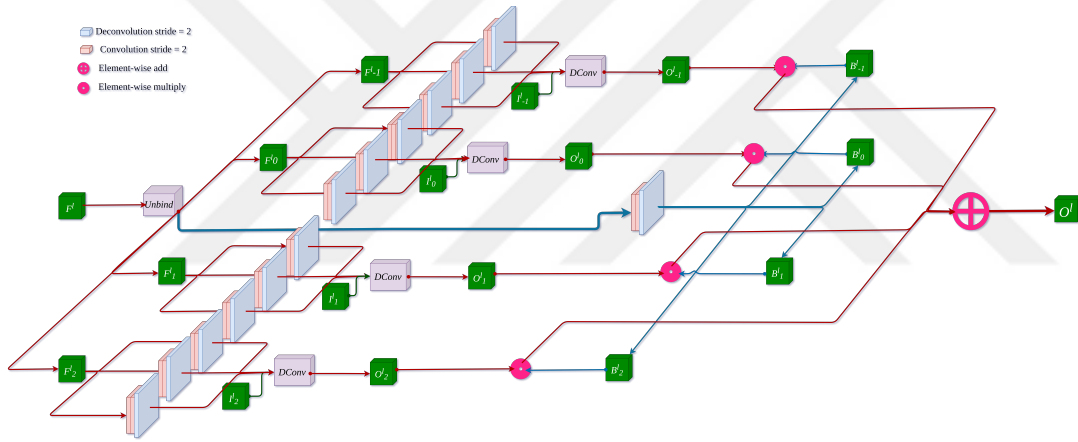 Deconvolution stride = 2
Convolution stride = 2
Element-wise add
Element-wise multiply
F^l_-1
DConv
O^l_-1
B^l_-1
I^l_-1
F^l_0
DConv
O^l_0
B^l_0
I^l_0
F^l
Unbind
O^l
F^l_1
DConv
O^l_1
B^l_1
I^l_1
F^l_2
DConv
O^l_2
B^l_2
I^l_2